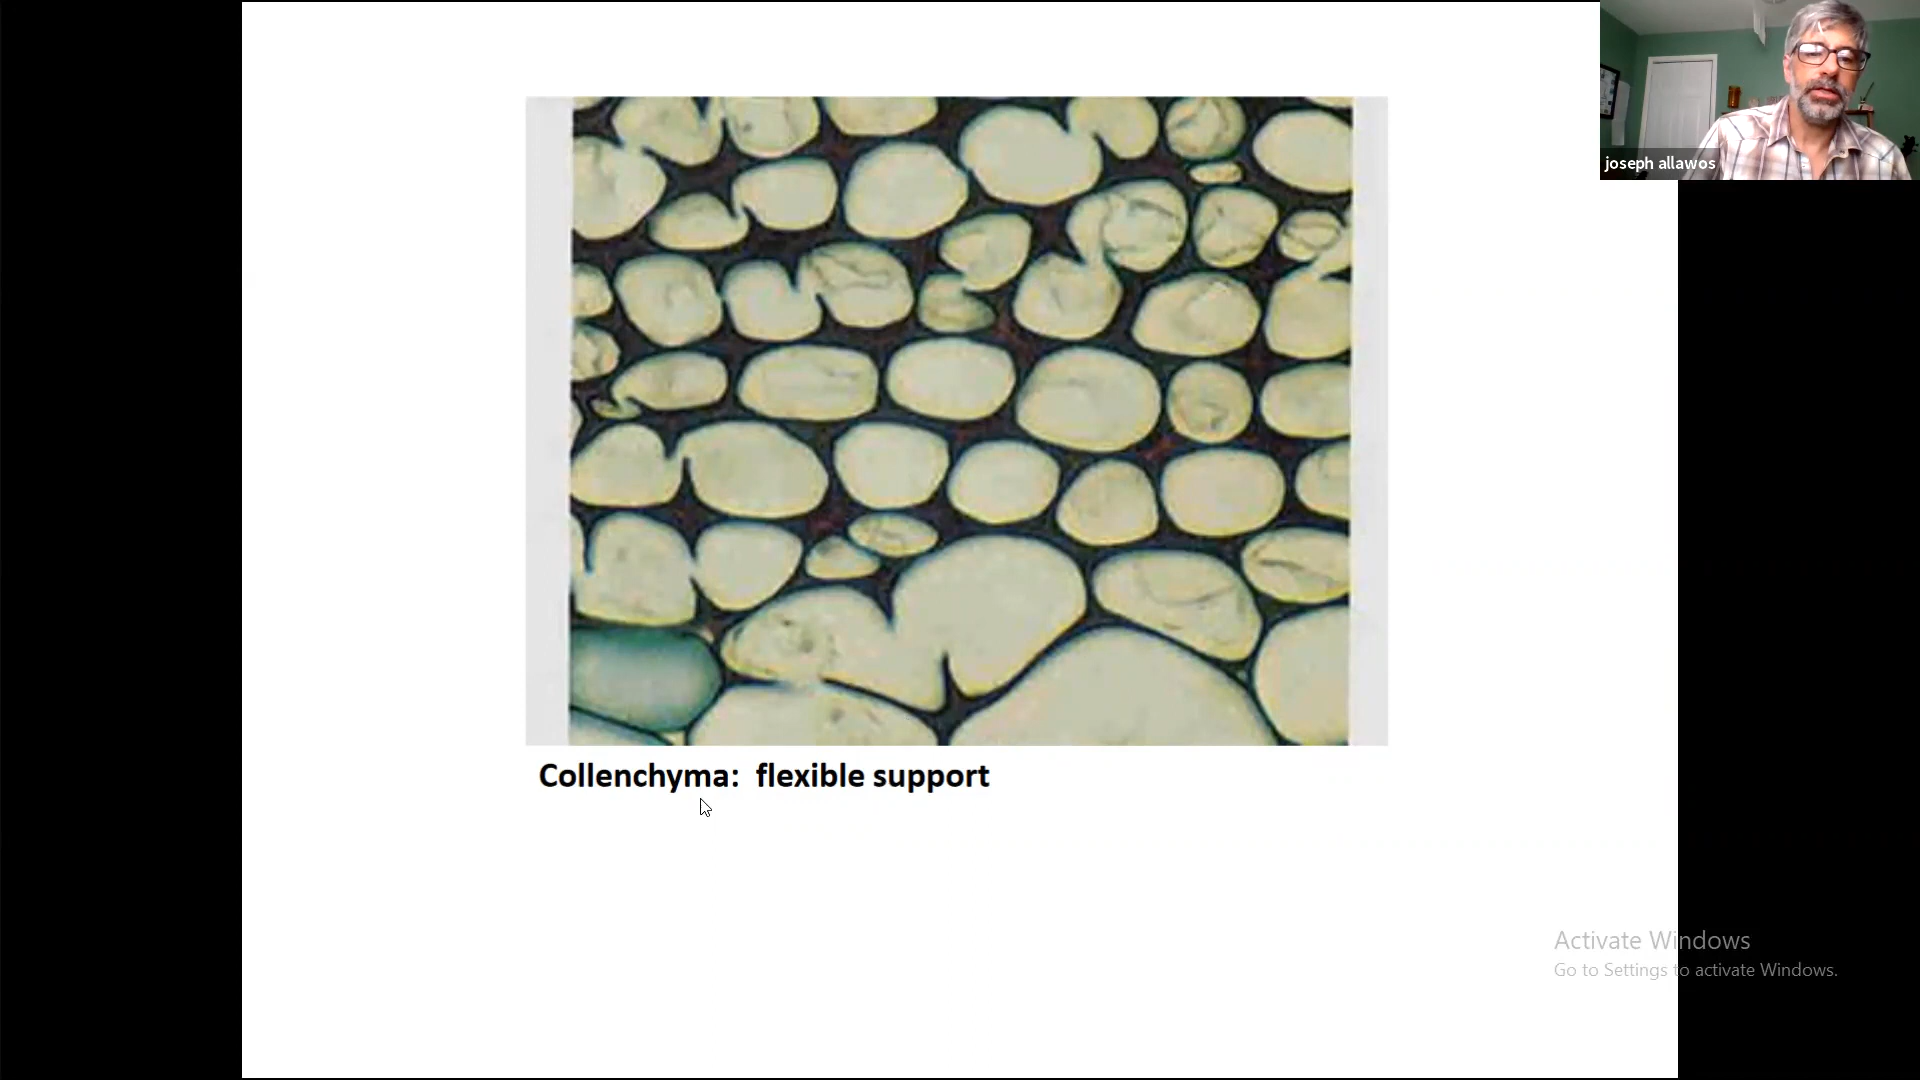 joseph allawos
Collenchyma: flexible support
Activate Windows
Go to Settings to activate Windows.